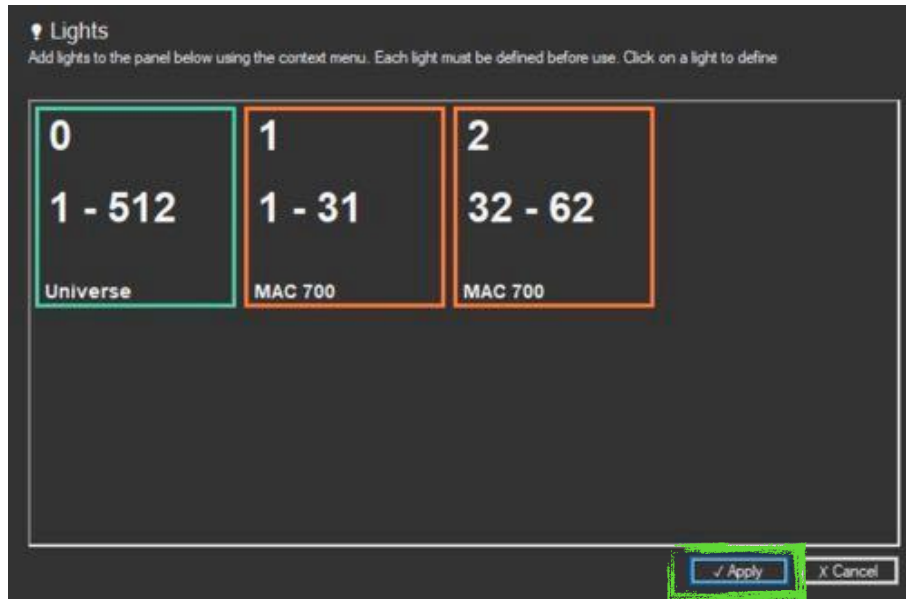 Lights
Add lights to the panel below using the context menu. Each light must be defined before use. Click on a light to define
0
1 - 512
Universe
1
1 - 31
MAC 700
2
32 - 62
MAC 700
✓ Apply
X Cancel